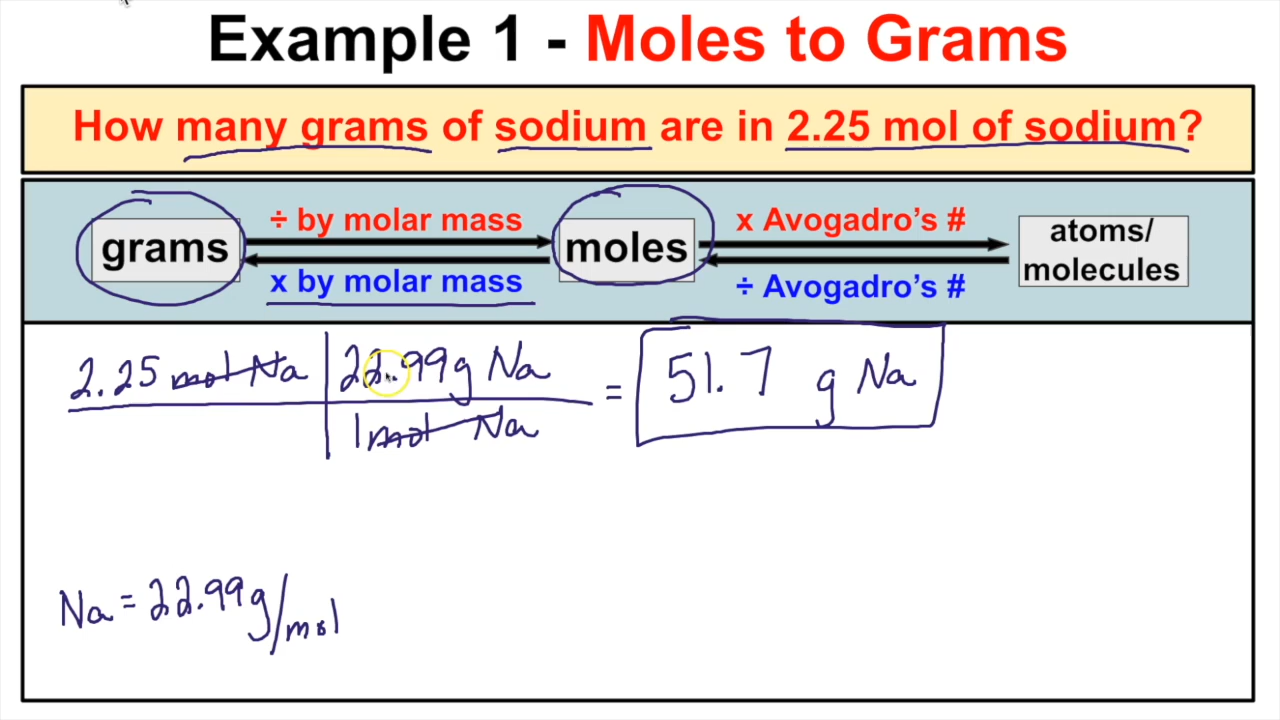 Example 1 - Moles to Grams
How many grams of sodium are in 2.25 mol of sodium?
grams
÷ by molar mass
x by molar mass
moles
x Avogadro's #
÷ Avogadro's #
atoms/
molecules
2.25 mol Na | 22.99g Na = 51.7 g Na
1 mol Na
Na = 22.99g/mol